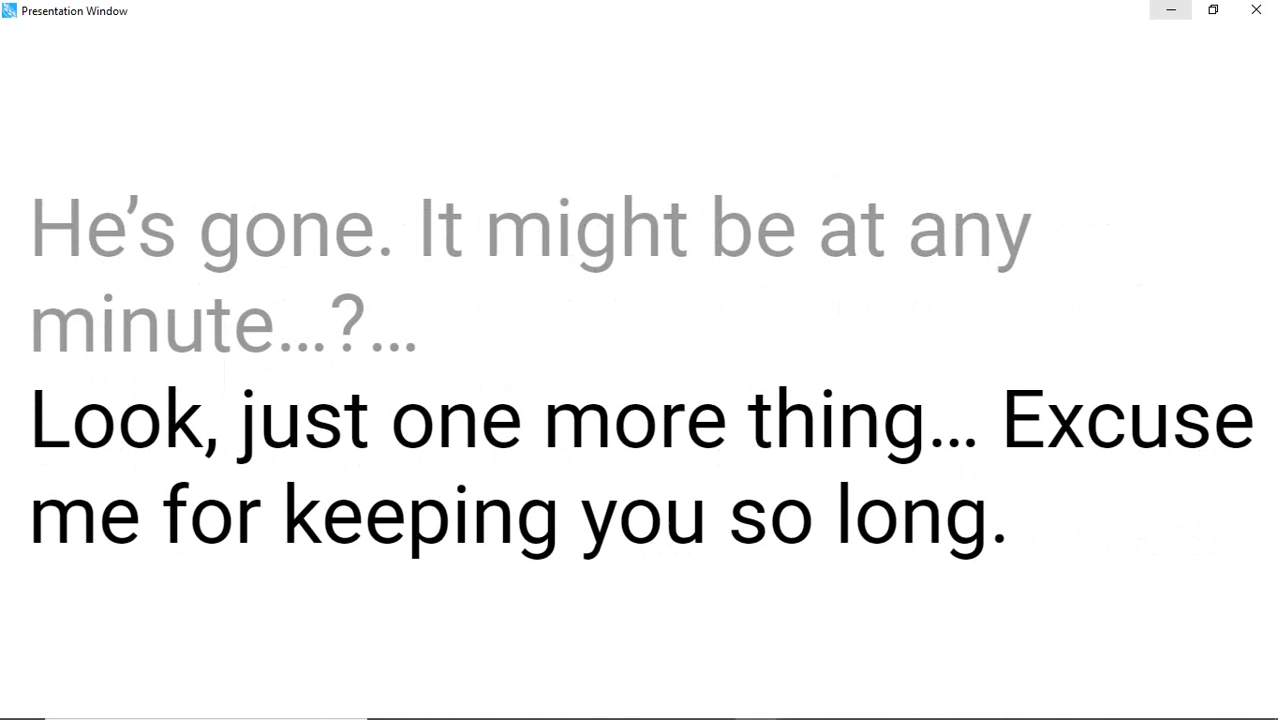 Presentation Window
He’s gone. It might be at any
minute…?…
Look, just one more thing… Excuse
me for keeping you so long.